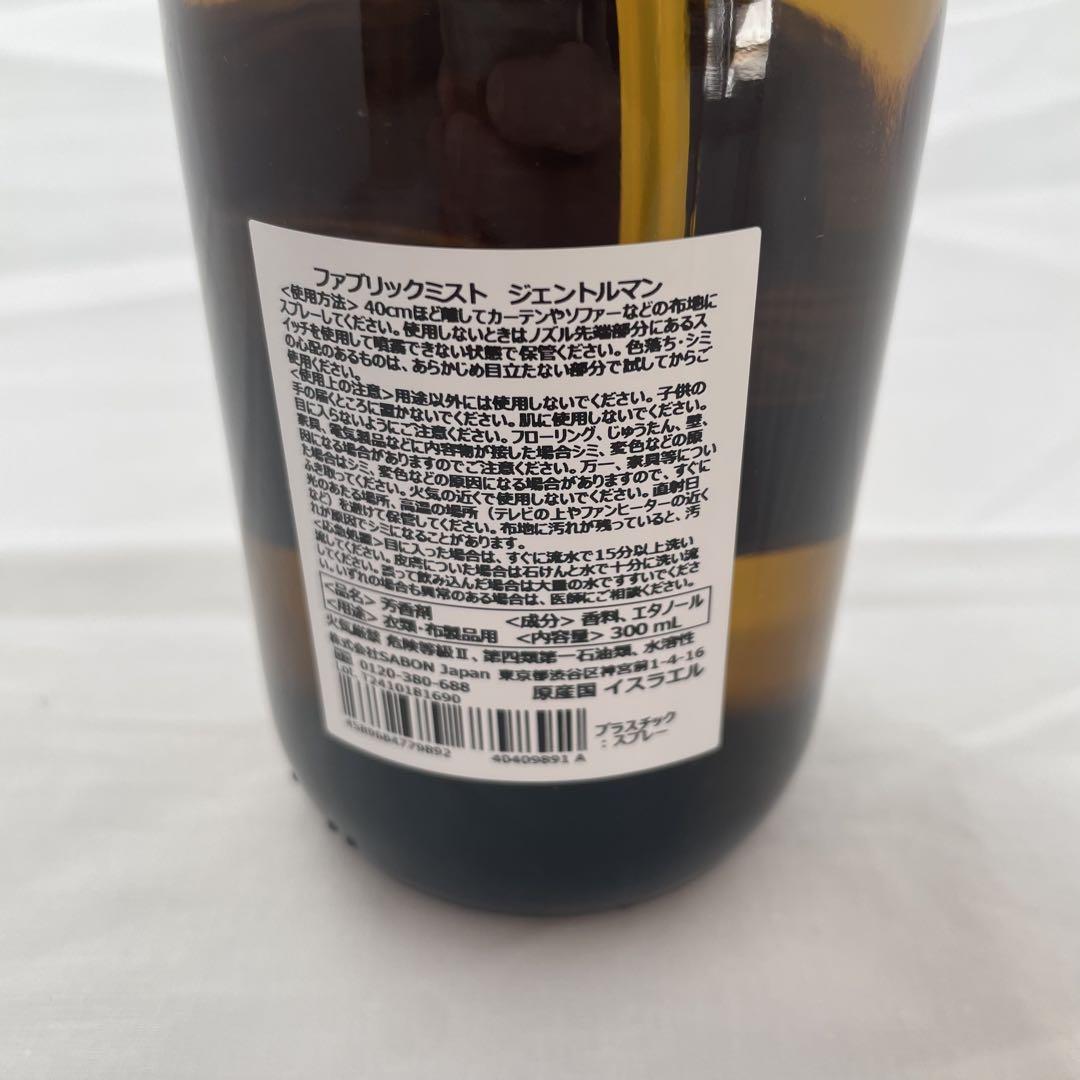 ファブリックミスト ジェントルマン
<使用方法> 40cmほど離してカーテンやソファーなどの布地に
スプレーしてください。使用しないときはノズル先端部分にあるス
イッチを使用して噴霧できない状態で保管ください。色落ち・シミ
の心配のあるものは、あらかじめ目立たない部分で試してからご
使用ください。
<使用上の注意>用途以外には使用しないでください。子供の
手の届くところに置かないでください。肌に使用しないでください。
目に入らないようにご注意ください。フローリング、じゅうたん、壁、
家具、電気製品などに内容物が接した場合シミ、変色などの原
因になる場合がありますのでご注意ください。万一、家具等につい
た場合はシミ、変色などの原因になる場合がありますので、すぐに
ふき取ってください。火気の近くで使用しないでください。直射日
光のあたる場所、高温の場所（テレビの上やファンヒーターの近く
など）を避けて保管してください。布地に汚れが残っていると、汚
れが原因でシミになることがあります。
<応急処置>目に入った場合は、すぐに流水で15分以上洗い
流してください。皮膚についた場合は石けんと水で十分に洗い流
してください。誤って飲み込んだ場合は大量の水ですすいでくださ
い。いずれの場合も異常のある場合は、医師にご相談ください。
<品名> 芳香剤 <成分> 香料、エタノール
<用途> 衣類・布製品用 <内容量> 300 mL
火気厳禁 危険等級Ⅱ、第四類第一石油類、水溶性
株式会社SABON Japan 東京都渋谷区神宮前1-4-16
0120-380-688 原産国 イスラエル
Lot. T2410181690
4589684779892 40409891 A
プラスチック
：スプレー